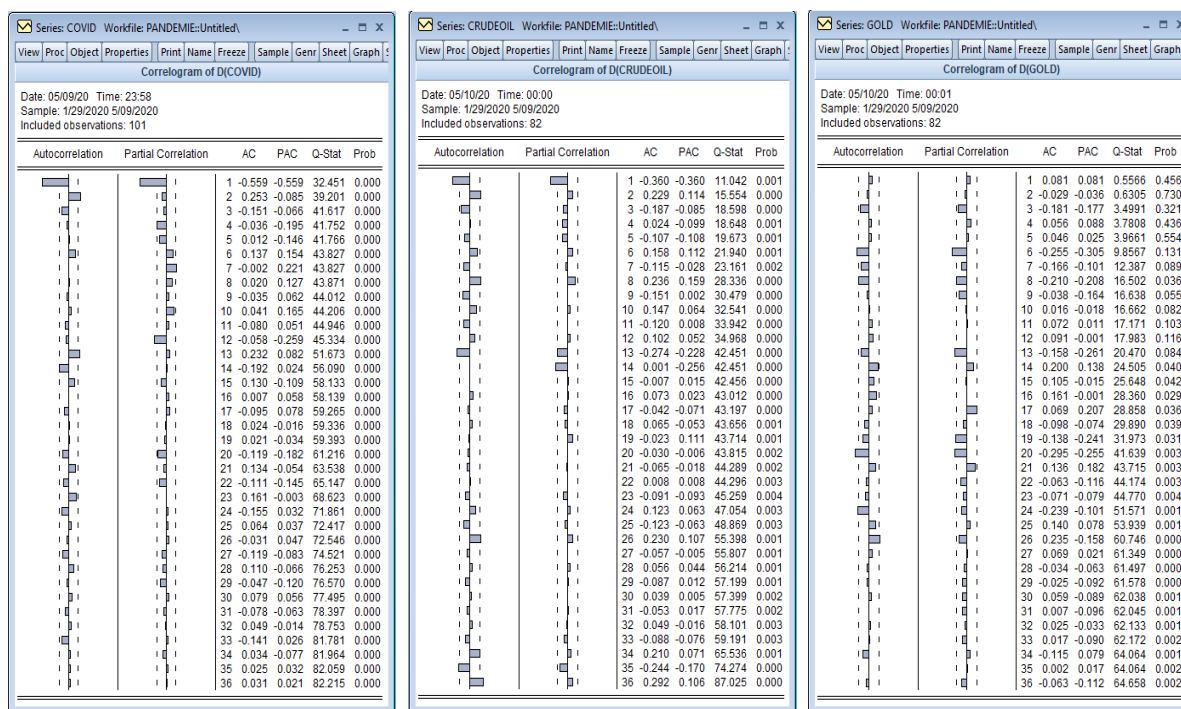 Series: COVID Workfile: PANDEMIE::Untitled\
View Proc Object Properties Print Name Freeze Sample Genr Sheet Graph
Correlogram of D(COVID)
Date: 05/09/20 Time: 23:58
Sample: 1/29/2020 5/09/2020
Included observations: 101
Autocorrelation Partial Correlation AC PAC Q-Stat Prob
1 -0.559 -0.559 32.451 0.000
2 0.253 -0.085 39.201 0.000
3 -0.151 -0.066 41.617 0.000
4 -0.036 -0.195 41.752 0.000
5 0.012 -0.146 41.766 0.000
6 0.137 0.154 43.827 0.000
7 -0.002 0.221 43.827 0.000
8 0.020 0.127 43.871 0.000
9 -0.035 0.062 44.012 0.000
10 0.041 0.165 44.206 0.000
11 -0.080 0.051 44.946 0.000
12 -0.058 -0.259 45.334 0.000
13 0.232 0.082 51.673 0.000
14 -0.192 0.024 56.090 0.000
15 0.130 -0.109 58.133 0.000
16 0.007 0.058 58.139 0.000
17 -0.095 0.078 59.265 0.000
18 0.024 -0.016 59.336 0.000
19 0.021 -0.034 59.393 0.000
20 -0.119 -0.182 61.216 0.000
21 0.134 -0.054 63.538 0.000
22 -0.111 -0.145 65.147 0.000
23 0.161 -0.003 68.623 0.000
24 -0.155 0.032 71.861 0.000
25 0.064 0.037 72.417 0.000
26 -0.031 0.047 72.546 0.000
27 -0.119 -0.083 74.521 0.000
28 0.110 -0.066 76.253 0.000
29 -0.047 -0.120 76.570 0.000
30 0.079 0.056 77.495 0.000
31 -0.078 -0.063 78.397 0.000
32 0.049 -0.014 78.753 0.000
33 -0.141 0.026 81.781 0.000
34 0.034 -0.077 81.964 0.000
35 0.025 0.032 82.059 0.000
36 0.031 0.021 82.215 0.000
Series: CRUDEOIL Workfile: PANDEMIE::Untitled\
View Proc Object Properties Print Name Freeze Sample Genr Sheet Graph
Correlogram of D(CRUDEOIL)
Date: 05/10/20 Time: 00:00
Sample: 1/29/2020 5/09/2020
Included observations: 82
Autocorrelation Partial Correlation AC PAC Q-Stat Prob
1 -0.360 -0.360 11.042 0.001
2 0.229 0.114 15.554 0.000
3 -0.187 -0.085 18.598 0.000
4 0.024 -0.099 18.648 0.001
5 -0.107 -0.108 19.673 0.001
6 0.158 0.112 21.940 0.001
7 -0.115 -0.028 23.161 0.002
8 0.236 0.159 28.336 0.000
9 -0.151 0.002 30.479 0.000
10 0.147 0.064 32.541 0.000
11 -0.120 0.008 33.942 0.000
12 0.102 0.052 34.968 0.000
13 -0.274 -0.228 42.451 0.000
14 0.001 -0.256 42.451 0.000
15 -0.007 0.015 42.456 0.000
16 0.073 0.023 43.012 0.000
17 -0.042 -0.071 43.197 0.000
18 0.065 -0.053 43.656 0.001
19 -0.023 0.111 43.714 0.001
20 -0.030 -0.006 43.815 0.002
21 -0.065 -0.018 44.289 0.002
22 0.008 0.008 44.296 0.003
23 -0.091 -0.093 45.259 0.004
24 0.123 0.063 47.054 0.003
25 -0.123 -0.063 48.869 0.003
26 0.230 0.107 55.398 0.001
27 -0.057 -0.005 55.807 0.001
28 0.056 0.044 56.214 0.001
29 -0.087 0.012 57.199 0.001
30 0.039 0.005 57.399 0.002
31 -0.053 0.017 57.775 0.002
32 0.049 -0.016 58.101 0.003
33 -0.088 -0.076 59.191 0.003
34 0.210 0.071 65.536 0.001
35 -0.244 -0.170 74.274 0.000
36 0.292 0.106 87.025 0.000
Series: GOLD Workfile: PANDEMIE::Untitled\
View Proc Object Properties Print Name Freeze Sample Genr Sheet Graph
Correlogram of D(GOLD)
Date: 05/10/20 Time: 00:01
Sample: 1/29/2020 5/09/2020
Included observations: 82
Autocorrelation Partial Correlation AC PAC Q-Stat Prob
1 0.081 0.081 0.5566 0.456
2 -0.029 -0.036 0.6305 0.730
3 -0.181 -0.177 3.4991 0.321
4 0.056 0.088 3.7808 0.436
5 0.046 0.025 3.9661 0.554
6 -0.255 -0.305 9.8567 0.131
7 -0.166 -0.101 12.387 0.089
8 -0.210 -0.208 16.502 0.036
9 -0.038 -0.164 16.638 0.055
10 0.016 -0.018 16.662 0.082
11 0.072 0.011 17.171 0.103
12 0.091 -0.001 17.983 0.116
13 -0.158 -0.261 20.470 0.084
14 0.200 0.138 24.505 0.040
15 0.105 -0.015 25.648 0.042
16 0.161 -0.001 28.360 0.029
17 0.069 0.207 28.858 0.036
18 -0.098 -0.074 29.890 0.039
19 -0.138 -0.241 31.973 0.031
20 -0.295 -0.255 41.639 0.003
21 0.136 0.182 43.715 0.003
22 -0.063 -0.116 44.174 0.003
23 -0.071 -0.079 44.770 0.004
24 -0.239 -0.101 51.571 0.001
25 0.140 0.078 53.939 0.001
26 0.235 -0.158 60.746 0.000
27 0.069 0.021 61.349 0.000
28 -0.034 -0.063 61.497 0.000
29 -0.025 -0.092 61.578 0.000
30 0.059 -0.089 62.038 0.001
31 0.007 -0.096 62.045 0.001
32 0.025 -0.033 62.133 0.001
33 0.017 -0.090 62.172 0.002
34 -0.115 0.079 64.064 0.001
35 0.002 0.017 64.064 0.002
36 -0.063 -0.112 64.658 0.002